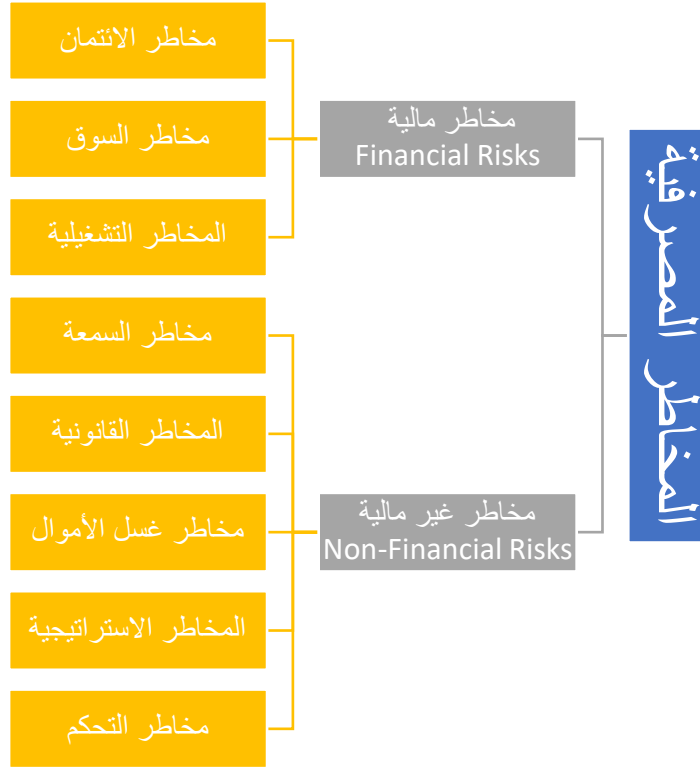 المخاطر المصرفية
مخاطر مالية
Financial Risks
مخاطر الائتمان
مخاطر السوق
المخاطر التشغيلية
مخاطر غير مالية
Non-Financial Risks
مخاطر السمعة
المخاطر القانونية
مخاطر غسل الأموال
المخاطر الاستراتيجية
مخاطر التحكم